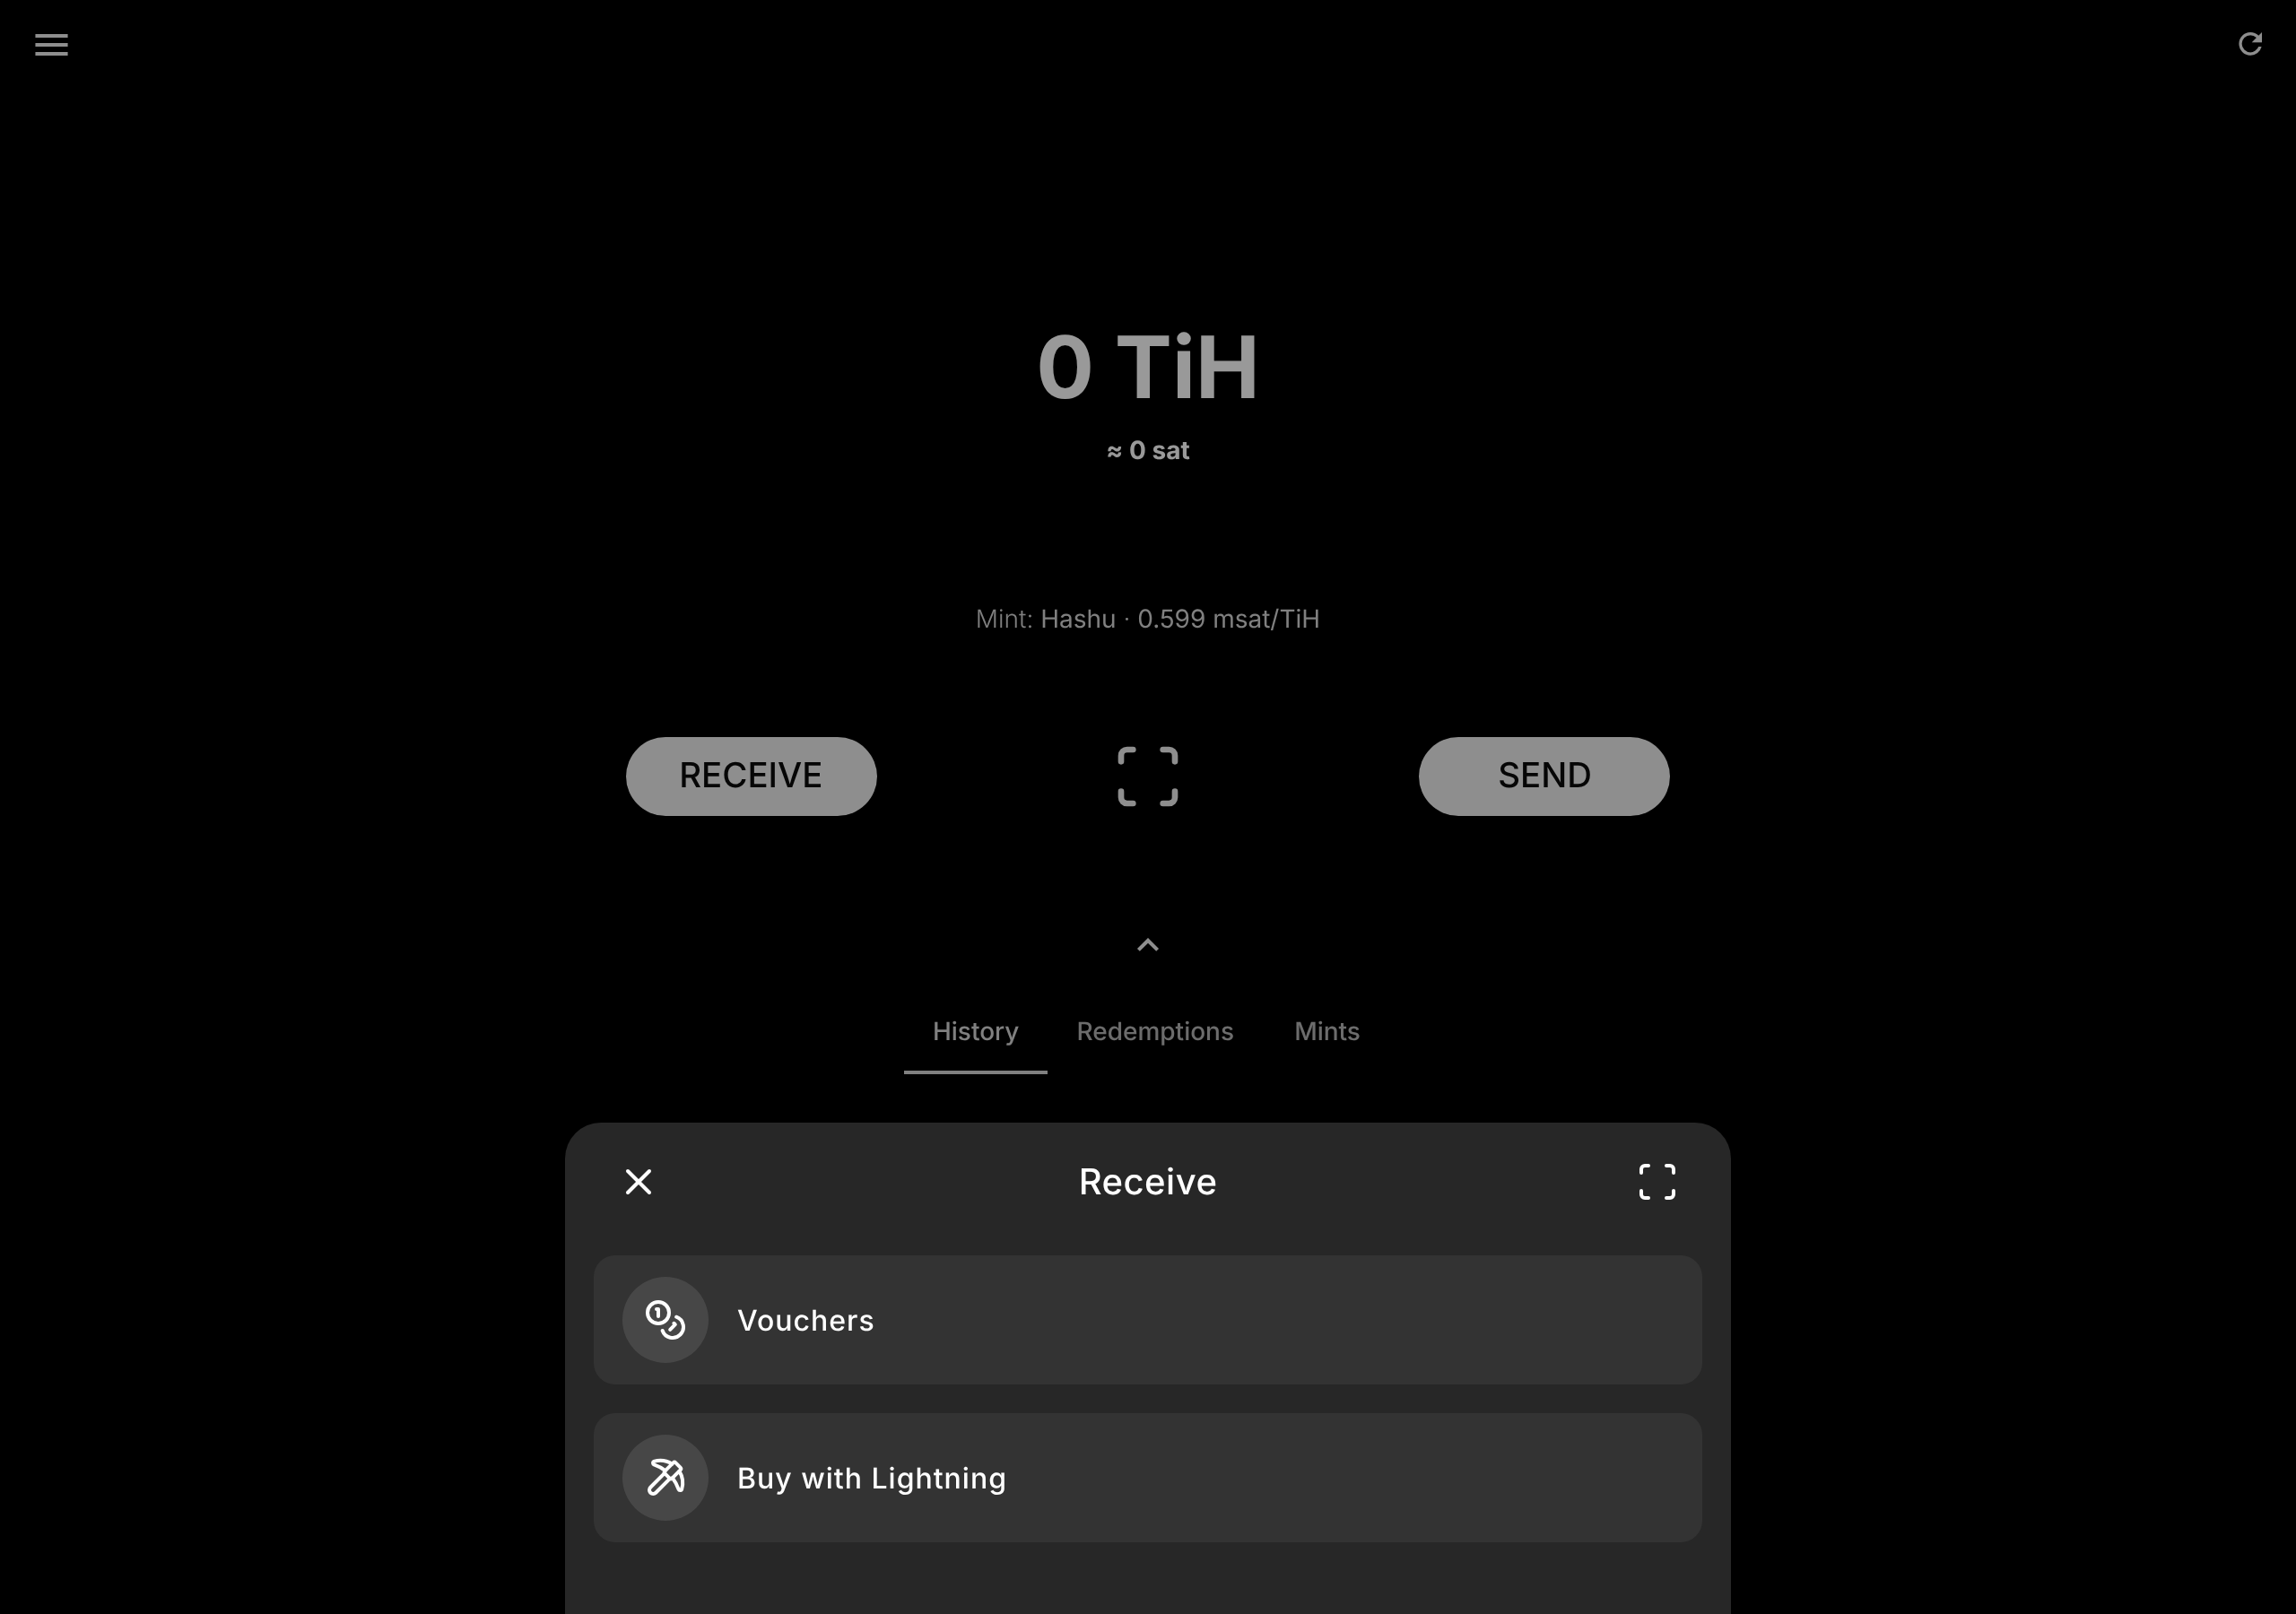 0 TiH
≈ 0 sat
Mint: Hashu · 0.599 msat/TiH
RECEIVE
SEND
History
Redemptions
Mints
Receive
Vouchers
Buy with Lightning